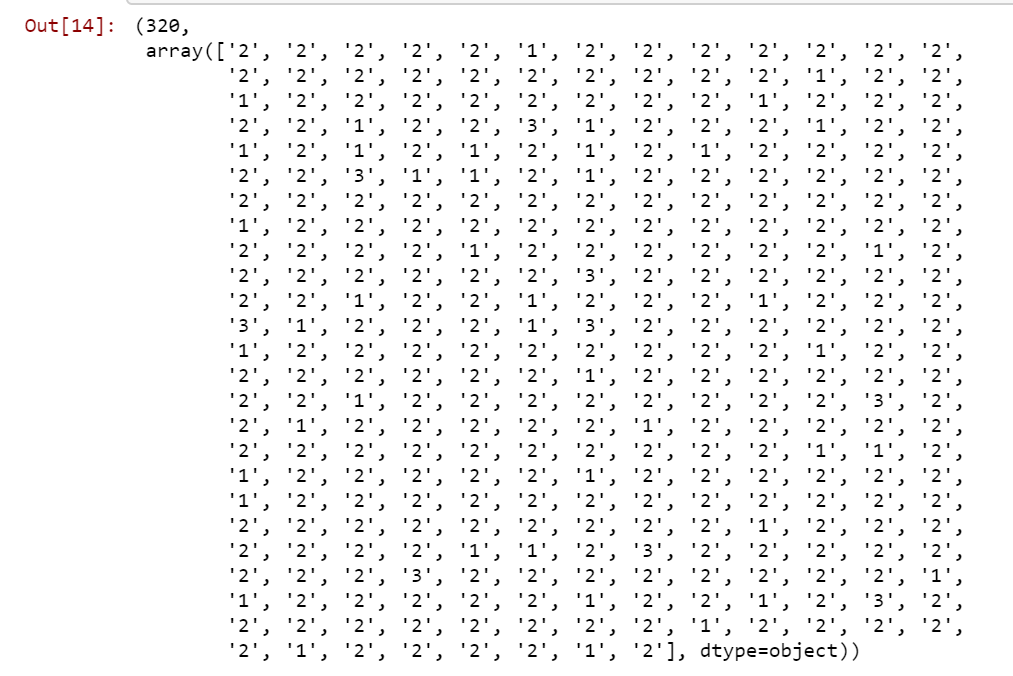 Out[14]: (320,
array(['2', '2', '2', '2', '2', '1', '2', '2', '2', '2', '2', '2', '2',
'2', '2', '2', '2', '2', '2', '2', '2', '2', '2', '1', '2', '2',
'1', '2', '2', '2', '2', '2', '2', '2', '2', '1', '2', '2', '2',
'2', '2', '1', '2', '2', '3', '1', '2', '2', '2', '1', '2', '2',
'1', '2', '1', '2', '1', '2', '1', '2', '1', '2', '2', '2', '2',
'2', '2', '3', '1', '1', '2', '1', '2', '2', '2', '2', '2', '2',
'2', '2', '2', '2', '2', '2', '2', '2', '2', '2', '2', '2', '2',
'1', '2', '2', '2', '2', '2', '2', '2', '2', '2', '2', '2', '2',
'2', '2', '2', '2', '1', '2', '2', '2', '2', '2', '2', '1', '2',
'2', '2', '2', '2', '2', '2', '3', '2', '2', '2', '2', '2', '2',
'2', '2', '1', '2', '2', '1', '2', '2', '2', '1', '2', '2', '2',
'3', '1', '2', '2', '2', '1', '3', '2', '2', '2', '2', '2', '2',
'1', '2', '2', '2', '2', '2', '2', '2', '2', '2', '1', '2', '2',
'2', '2', '2', '2', '2', '2', '1', '2', '2', '2', '2', '2', '2',
'2', '2', '1', '2', '2', '2', '2', '2', '2', '2', '2', '3', '2',
'2', '1', '2', '2', '2', '2', '2', '1', '2', '2', '2', '2', '2',
'2', '2', '2', '2', '2', '2', '2', '2', '2', '2', '1', '1', '2',
'1', '2', '2', '2', '2', '2', '1', '2', '2', '2', '2', '2', '2',
'1', '2', '2', '2', '2', '2', '2', '2', '2', '2', '2', '2', '2',
'2', '2', '2', '2', '2', '2', '2', '2', '2', '1', '2', '2', '2',
'2', '2', '2', '2', '1', '1', '2', '3', '2', '2', '2', '2', '2',
'2', '2', '2', '3', '2', '2', '2', '2', '2', '2', '2', '2', '1',
'1', '2', '2', '2', '2', '2', '1', '2', '2', '1', '2', '3', '2',
'2', '2', '2', '2', '2', '2', '2', '2', '1', '2', '2', '2', '2',
'2', '1', '2', '2', '2', '2', '1', '2'], dtype=object))